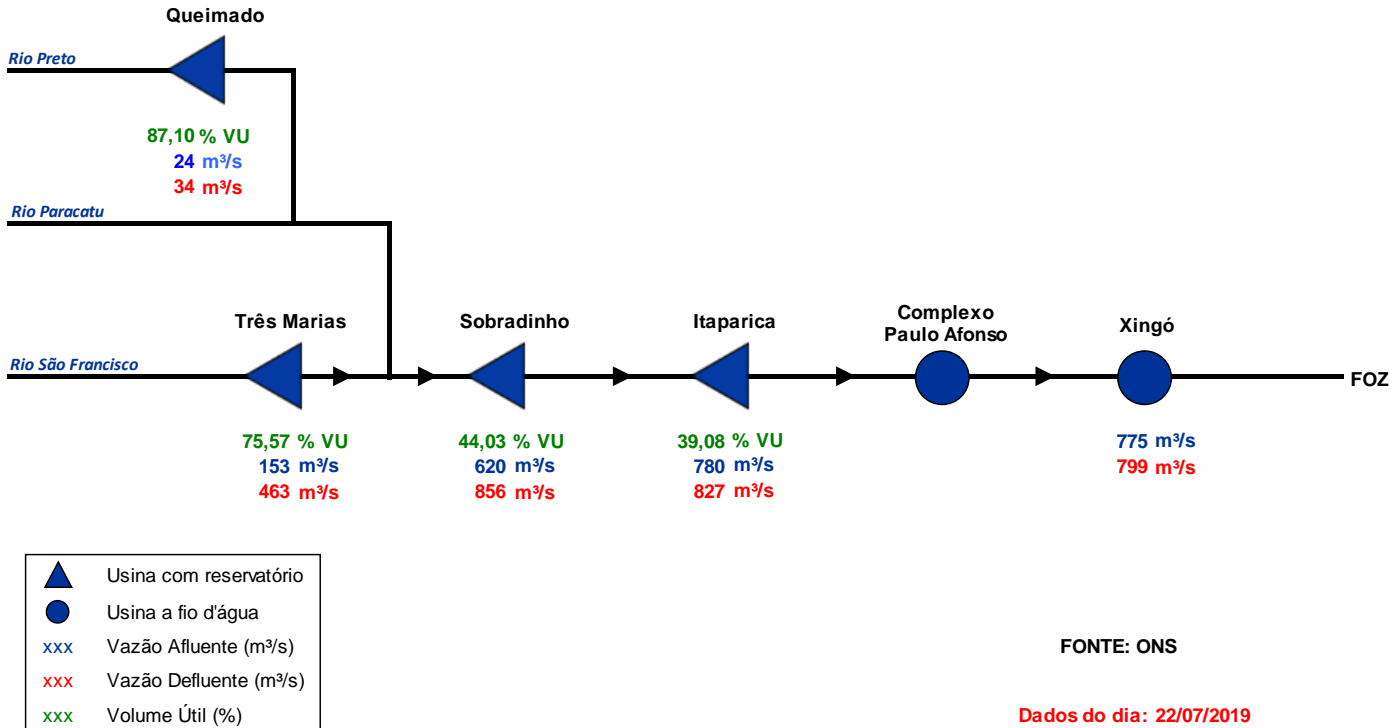 Queimado
Rio Preto
87,10 % VU
24 m³/s
34 m³/s
Rio Paracatu
Três Marias
Sobradinho
Itaparica
Complexo
Paulo Afonso
Xingó
Rio São Francisco
FOZ
75,57 % VU
153 m³/s
463 m³/s
44,03 % VU
620 m³/s
856 m³/s
39,08 % VU
780 m³/s
827 m³/s
775 m³/s
799 m³/s
Usina com reservatório
Usina a fio d'água
xxx Vazão Afluente (m³/s)
xxx Vazão Defluente (m³/s)
xxx Volume Útil (%)
FONTE: ONS
Dados do dia: 22/07/2019